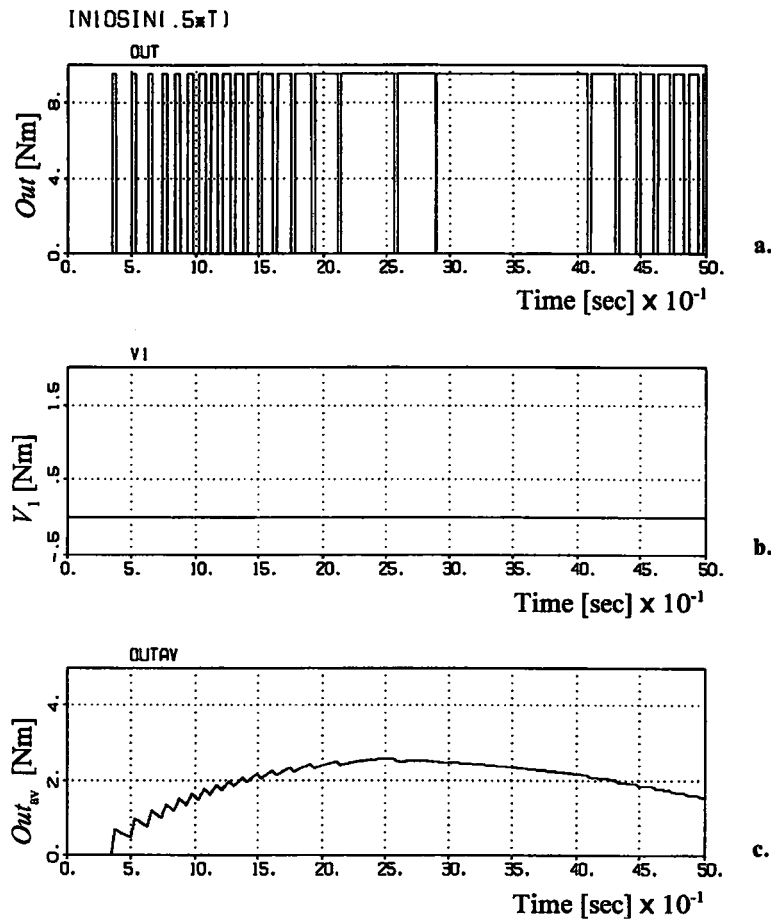 IN10SIN(.5*T)
OUT
Out [Nm]
8.
4.
0.
0. 5. 10. 15. 20. 25. 30. 35. 40. 45. 50.
a.
Time [sec] x 10⁻¹
V1
V₁ [Nm]
1.5
.5
-.5
0. 5. 10. 15. 20. 25. 30. 35. 40. 45. 50.
b.
Time [sec] x 10⁻¹
OUTAV
Outav [Nm]
4.
2.
0.
0. 5. 10. 15. 20. 25. 30. 35. 40. 45. 50.
c.
Time [sec] x 10⁻¹